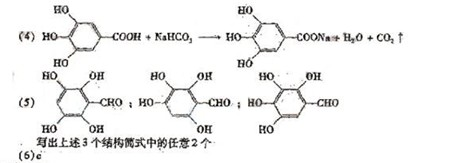 HO HO
(4) HO COOH + NaHCO₃ → HO COONa + H₂O + CO₂↑
HO HO
HO OH OH OH OH
(5) CHO ; HO CHO ; HO CHO
HO OH HO OH HO
写出上述3个结构简式中的任意2个
(6)c